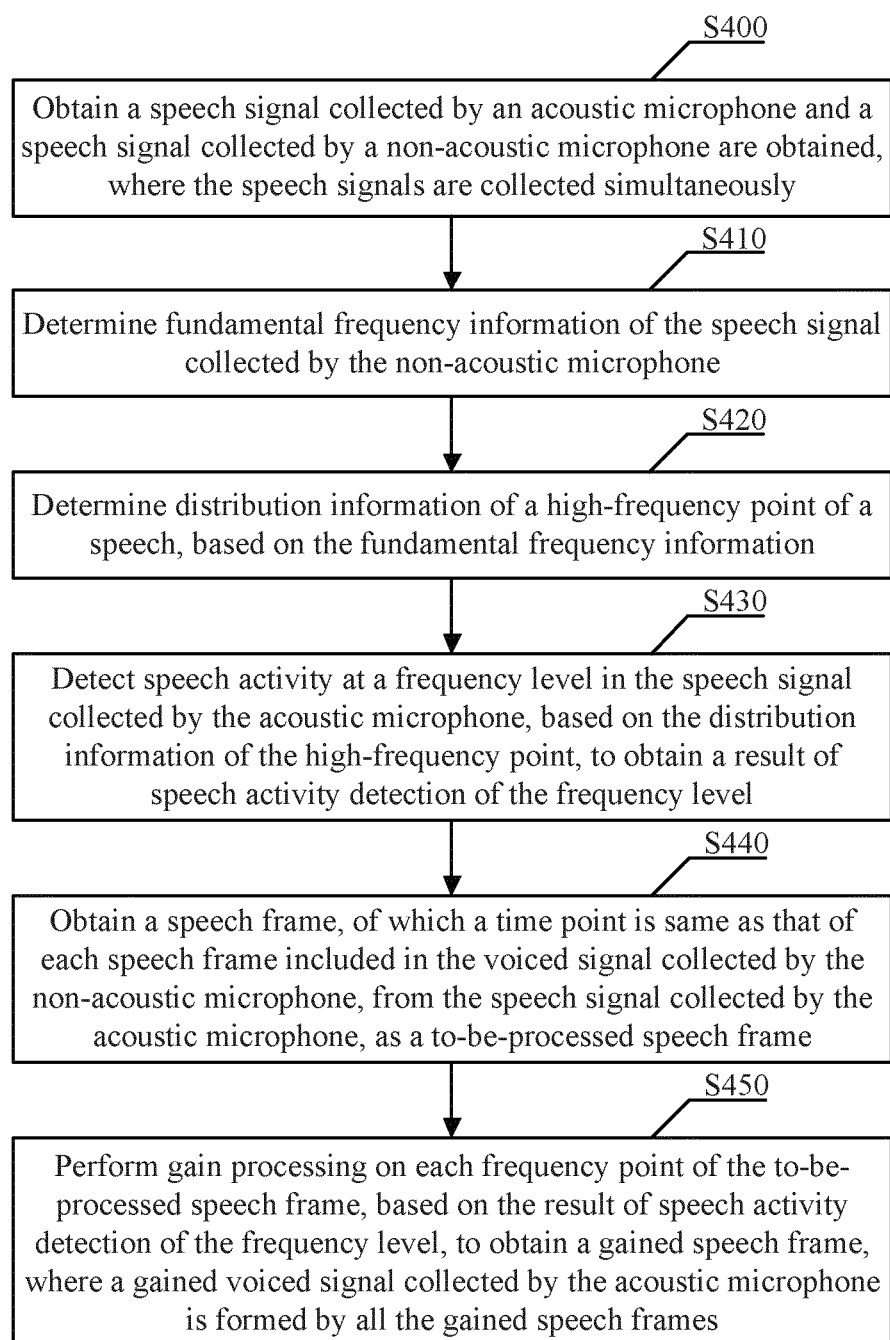 S400
Obtain a speech signal collected by an acoustic microphone and a
speech signal collected by a non-acoustic microphone are obtained,
where the speech signals are collected simultaneously
S410
Determine fundamental frequency information of the speech signal
collected by the non-acoustic microphone
S420
Determine distribution information of a high-frequency point of a
speech, based on the fundamental frequency information
S430
Detect speech activity at a frequency level in the speech signal
collected by the acoustic microphone, based on the distribution
information of the high-frequency point, to obtain a result of
speech activity detection of the frequency level
S440
Obtain a speech frame, of which a time point is same as that of
each speech frame included in the voiced signal collected by the
non-acoustic microphone, from the speech signal collected by the
acoustic microphone, as a to-be-processed speech frame
S450
Perform gain processing on each frequency point of the to-be-
processed speech frame, based on the result of speech activity
detection of the frequency level, to obtain a gained speech frame,
where a gained voiced signal collected by the acoustic microphone
is formed by all the gained speech frames